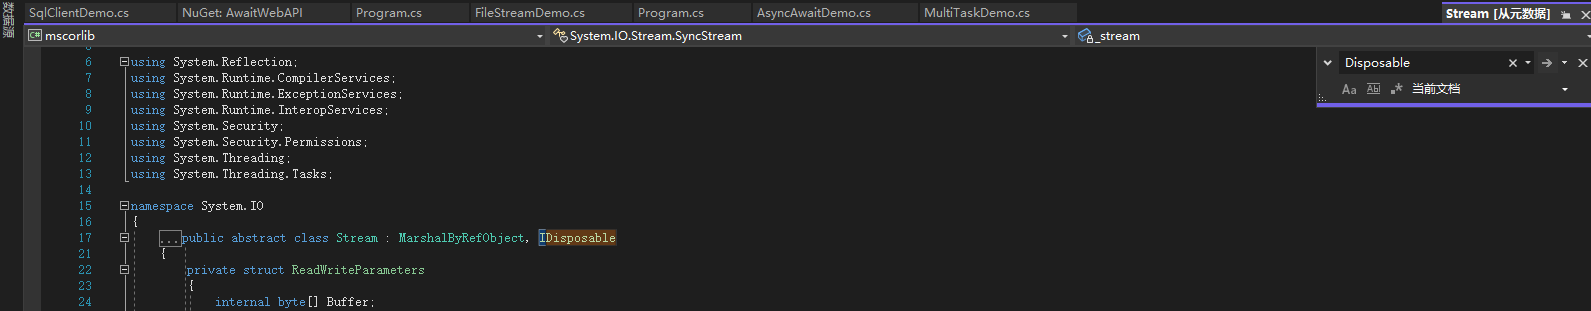 数据源
SqlClientDemo.cs NuGet: AwaitWebAPI Program.cs FileStreamDemo.cs Program.cs AsyncAwaitDemo.cs MultiTaskDemo.cs Stream [从元数据]
C# mscorlib System.IO.Stream.SyncStream _stream
Disposable
Aa Ab .* 当前文档
6 using System.Reflection;
7 using System.Runtime.CompilerServices;
8 using System.Runtime.ExceptionServices;
9 using System.Runtime.InteropServices;
10 using System.Security;
11 using System.Security.Permissions;
12 using System.Threading;
13 using System.Threading.Tasks;
14
15 namespace System.IO
16 {
17 ...public abstract class Stream : MarshalByRefObject, IDisposable
21 {
22 private struct ReadWriteParameters
23 {
24 internal byte[] Buffer;